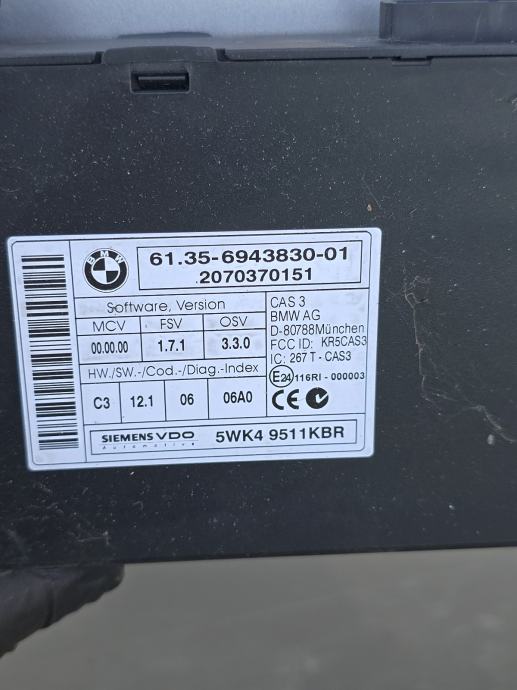 BMW
61.35-6943830-01
2070370151
Software, Version
MCV FSV OSV
00.00.00 1.7.1 3.3.0
HW./SW.-/Cod.-/Diag.-Index
C3 12.1 06 06A0
CAS 3
BMW AG
D-80788München
FCC ID: KR5CAS3
IC: 267 T - CAS3
E24 116RI - 000003
CE
SIEMENS VDO
Automotive
5WK4 9511KBR